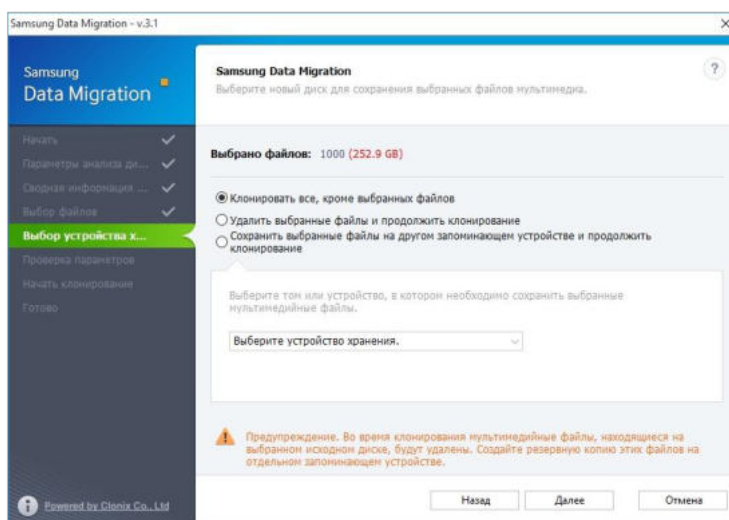 Samsung Data Migration - v.3.1
Samsung
Data Migration
Samsung Data Migration
Выберите новый диск для сохранения выбранных файлов мультимедиа.
?
Начать
Параметры анализа ди...
Сводная информация ...
Выбор файлов
Выбор устройства х...
Проверка параметров
Начать клонирование
Готово
Выбрано файлов: 1000 (252.9 GB)
Клонировать все, кроме выбранных файлов
Удалить выбранные файлы и продолжить клонирование
Сохранить выбранные файлы на другом запоминающем устройстве и продолжить
клонирование
Выберите том или устройство, в котором необходимо сохранить выбранные
мультимедийные файлы.
Выберите устройство хранения.
Предупреждение. Во время клонирования мультимедийные файлы, находящиеся на
выбранном исходном диске, будут удалены. Создайте резервную копию этих файлов на
отдельном запоминающем устройстве.
Powered by Clonix Co., Ltd
Назад
Далее
Отмена